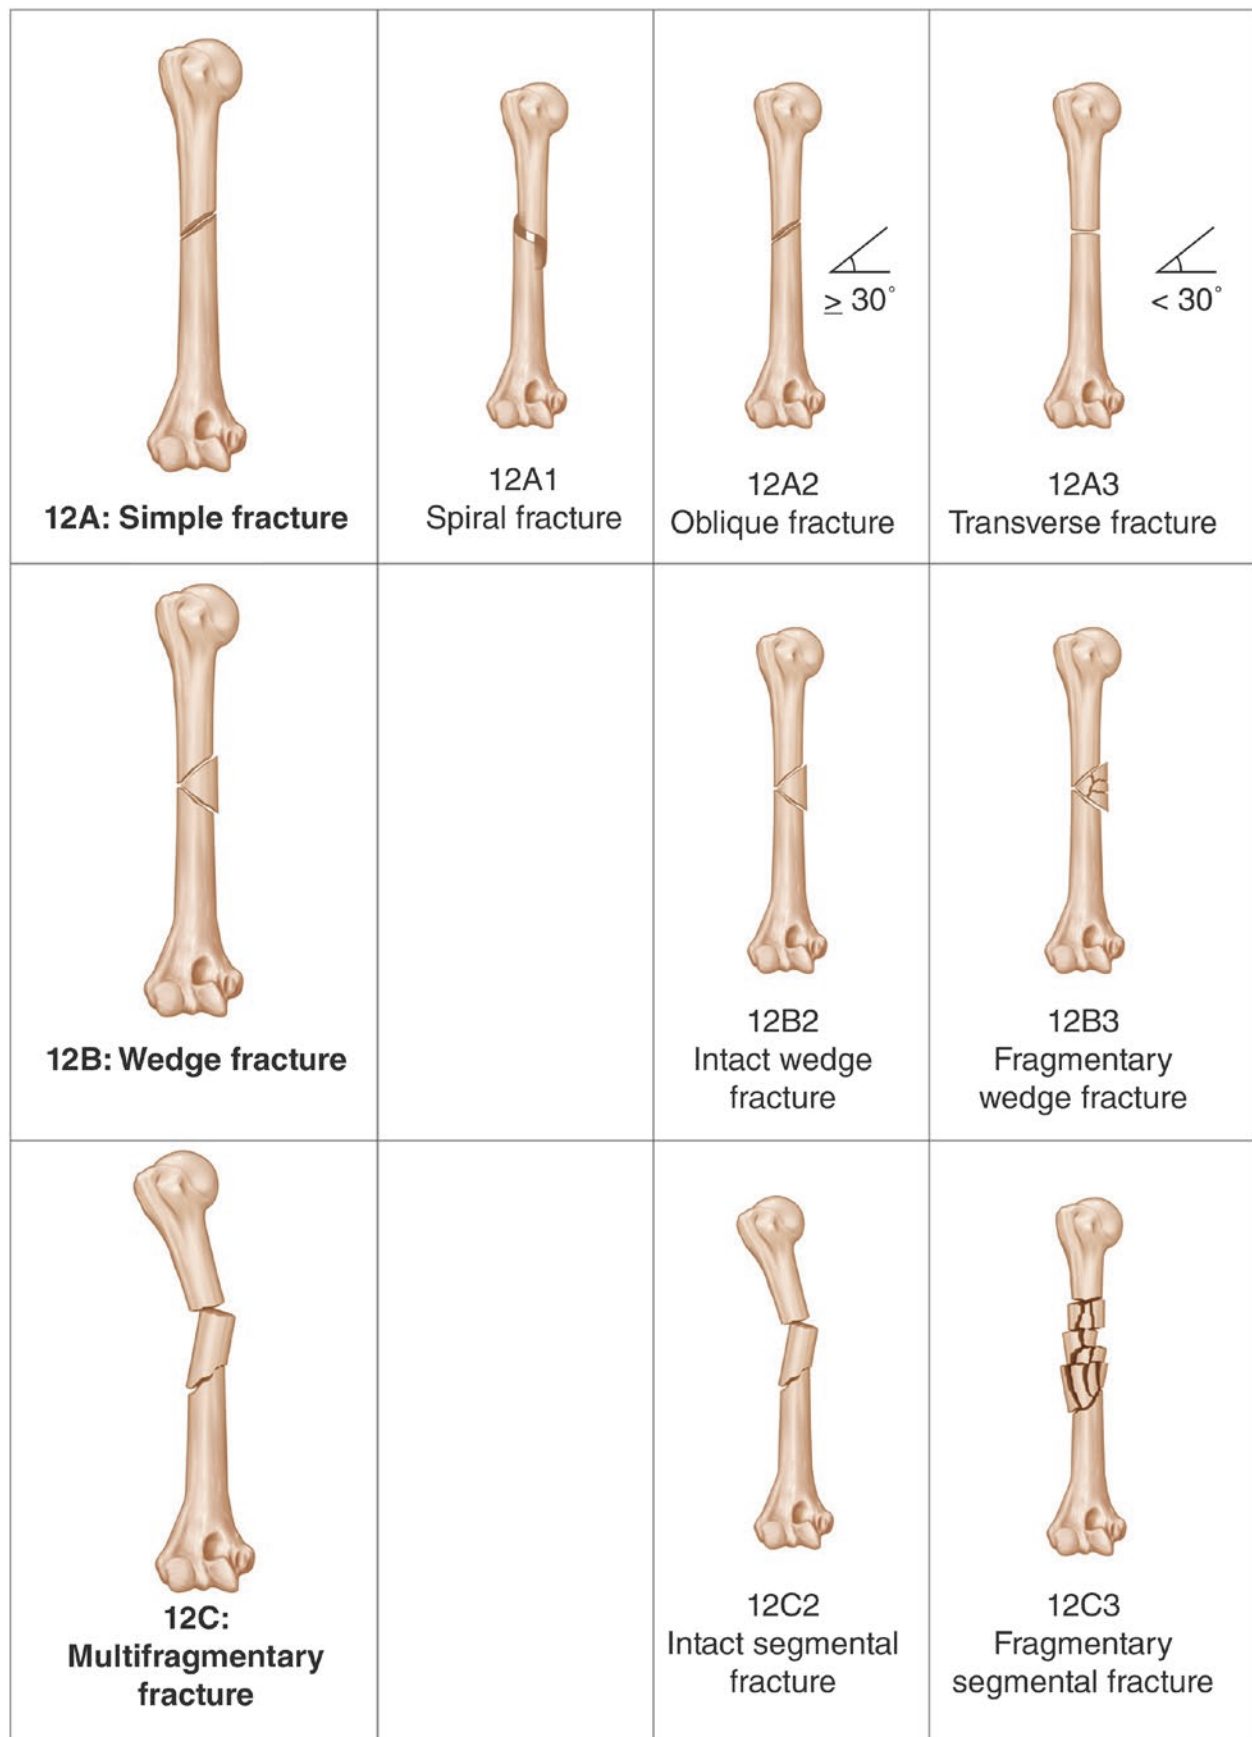 ≥ 30°
< 30°
12A: Simple fracture
12A1
Spiral fracture
12A2
Oblique fracture
12A3
Transverse fracture
12B: Wedge fracture
12B2
Intact wedge
fracture
12B3
Fragmentary
wedge fracture
12C:
Multifragmentary
fracture
12C2
Intact segmental
fracture
12C3
Fragmentary
segmental fracture